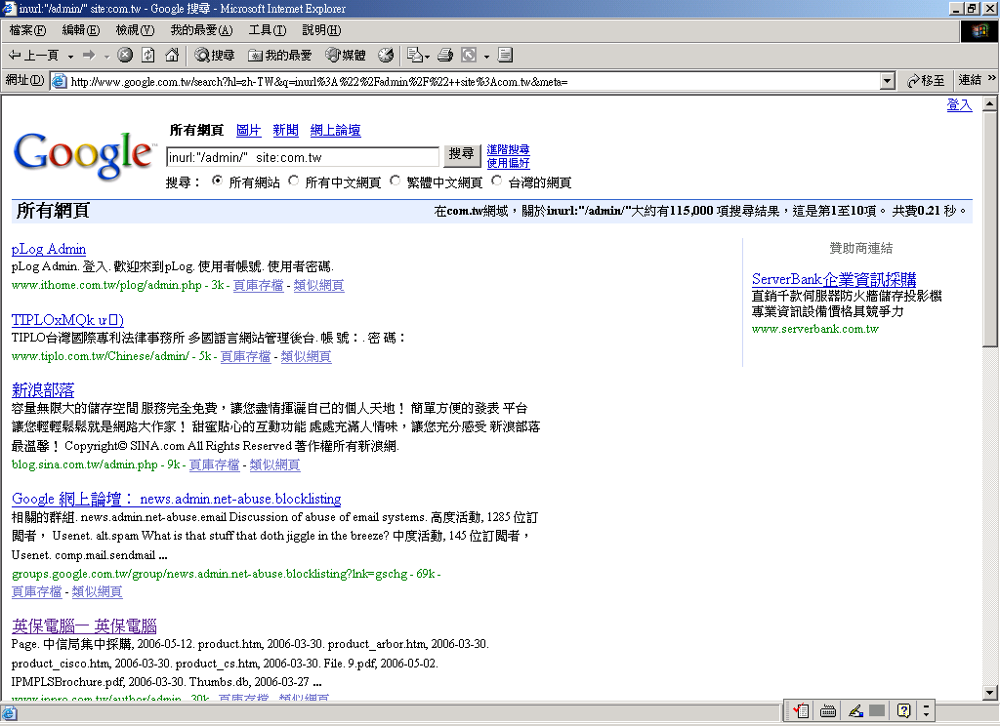 inurl:"/admin/" site:com.tw - Google 搜尋 - Microsoft Internet Explorer
檔案(F) 編輯(E) 檢視(V) 我的最愛(A) 工具(T) 說明(H)
上一頁 搜尋 我的最愛 媒體
網址(D) http://www.google.com.tw/search?hl=zh-TW&q=inurl%3A%22%2Fadmin%2F%22++site%3Acom.tw&meta= 移至 連結 »
登入
Google™
所有網頁 圖片 新聞 網上論壇
inurl:"/admin/" site:com.tw 搜尋 進階搜尋
使用偏好
搜尋： 所有網站 所有中文網頁 繁體中文網頁 台灣的網頁
所有網頁 在com.tw網域，關於inurl:"/admin/"大約有115,000 項搜尋結果，這是第1至10項。 共費0.21 秒。
pLog Admin
pLog Admin. 登入. 歡迎來到pLog. 使用者帳號. 使用者密碼.
www.ithome.com.tw/plog/admin.php - 3k - 頁庫存檔 - 類似網頁
TIPLO台灣國際專利法律事務所 多國語言網站管理後台. 帳 號：. 密 碼：
www.tiplo.com.tw/Chinese/admin/ - 5k - 頁庫存檔 - 類似網頁
新浪部落
容量無限大的儲存空間 服務完全免費，讓您盡情揮灑自己的個人天地！ 簡單方便的發表 平台
讓您輕輕鬆鬆就是網路大作家！ 甜蜜貼心的互動功能 處處充滿人情味，讓您充分感受 新浪部落
最溫馨！ Copyright© SINA.com All Rights Reserved 著作權所有新浪網.
blog.sina.com.tw/admin.php - 9k - 頁庫存檔 - 類似網頁
Google 網上論壇： news.admin.net-abuse.blocklisting
相關的群組. news.admin.net-abuse.email Discussion of abuse of email systems. 高度活動, 1285 位訂
閱者， Usenet. alt.spam What is that stuff that doth jiggle in the breeze? 中度活動, 145 位訂閱者，
Usenet. comp.mail.sendmail ...
groups.google.com.tw/group/news.admin.net-abuse.blocklisting?lnk=gschg - 69k -
頁庫存檔 - 類似網頁
英保電腦— 英保電腦
Page. 中信局集中採購, 2006-05-12. product.htm, 2006-03-30. product_arbor.htm, 2006-03-30.
product_cisco.htm, 2006-03-30. product_cs.htm, 2006-03-30. File. 9.pdf, 2006-05-02.
IPMPLSBrochure.pdf, 2006-03-30. Thumbs.db, 2006-03-27 ...
www.inpro.com.tw/author/admin - 30k - 頁庫存檔 - 類似網頁
贊助商連結
ServerBank企業資訊採購
直銷千款伺服器防火牆儲存投影機
專業資訊設備價格具競爭力
www.serverbank.com.tw